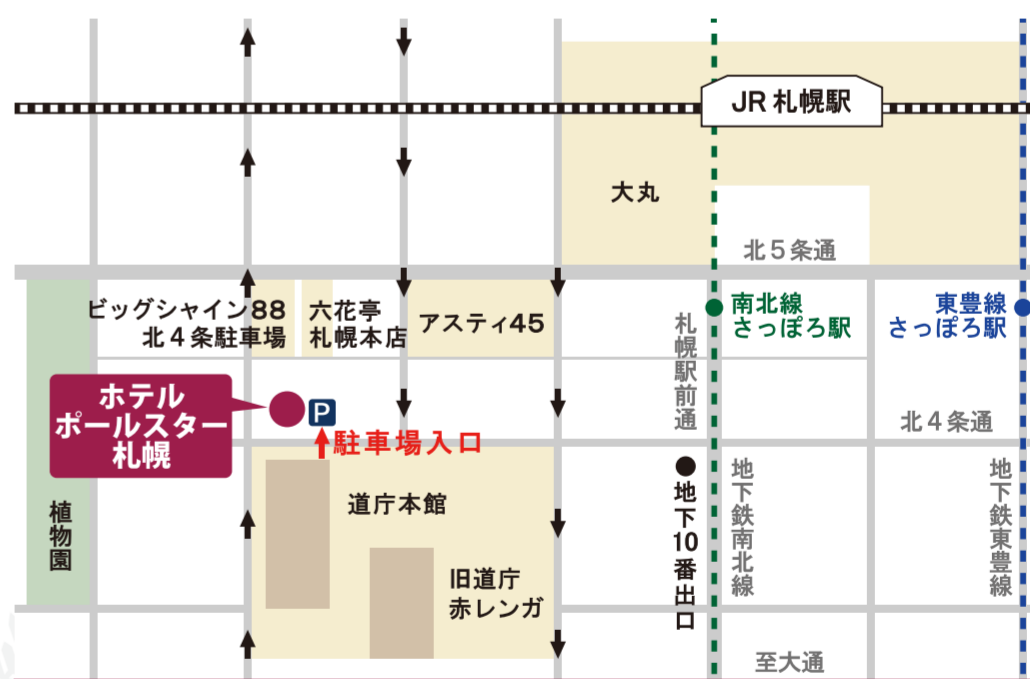 JR 札幌駅
大丸
北5条通
ビッグシャイン88
北4条駐車場
六花亭
札幌本店
アスティ45
札幌駅前通
南北線
さっぽろ駅
東豊線
さっぽろ駅
ホテル
ポールスター
札幌
P
駐車場入口
北4条通
植物園
道庁本館
旧道庁
赤レンガ
地下10番出口
地下鉄南北線
地下鉄東豊線
至大通